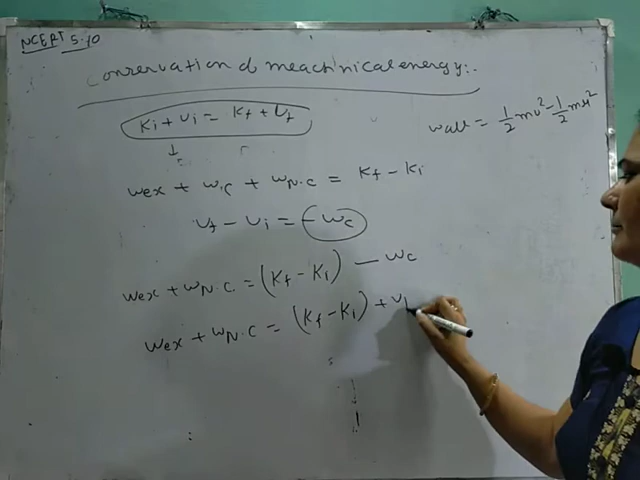 NCERT 5.10
Conservation of meachinical energy:-
Ki + Ui = Kf + Uf
Wall = 1/2 mv² - 1/2 mu²
Wex + Wc + WN.C = Kf - Ki
Uf - Ui = -Wc
Wex + WN.C = (Kf - Ki) - Wc
Wex + WN.C = (Kf - Ki) + U